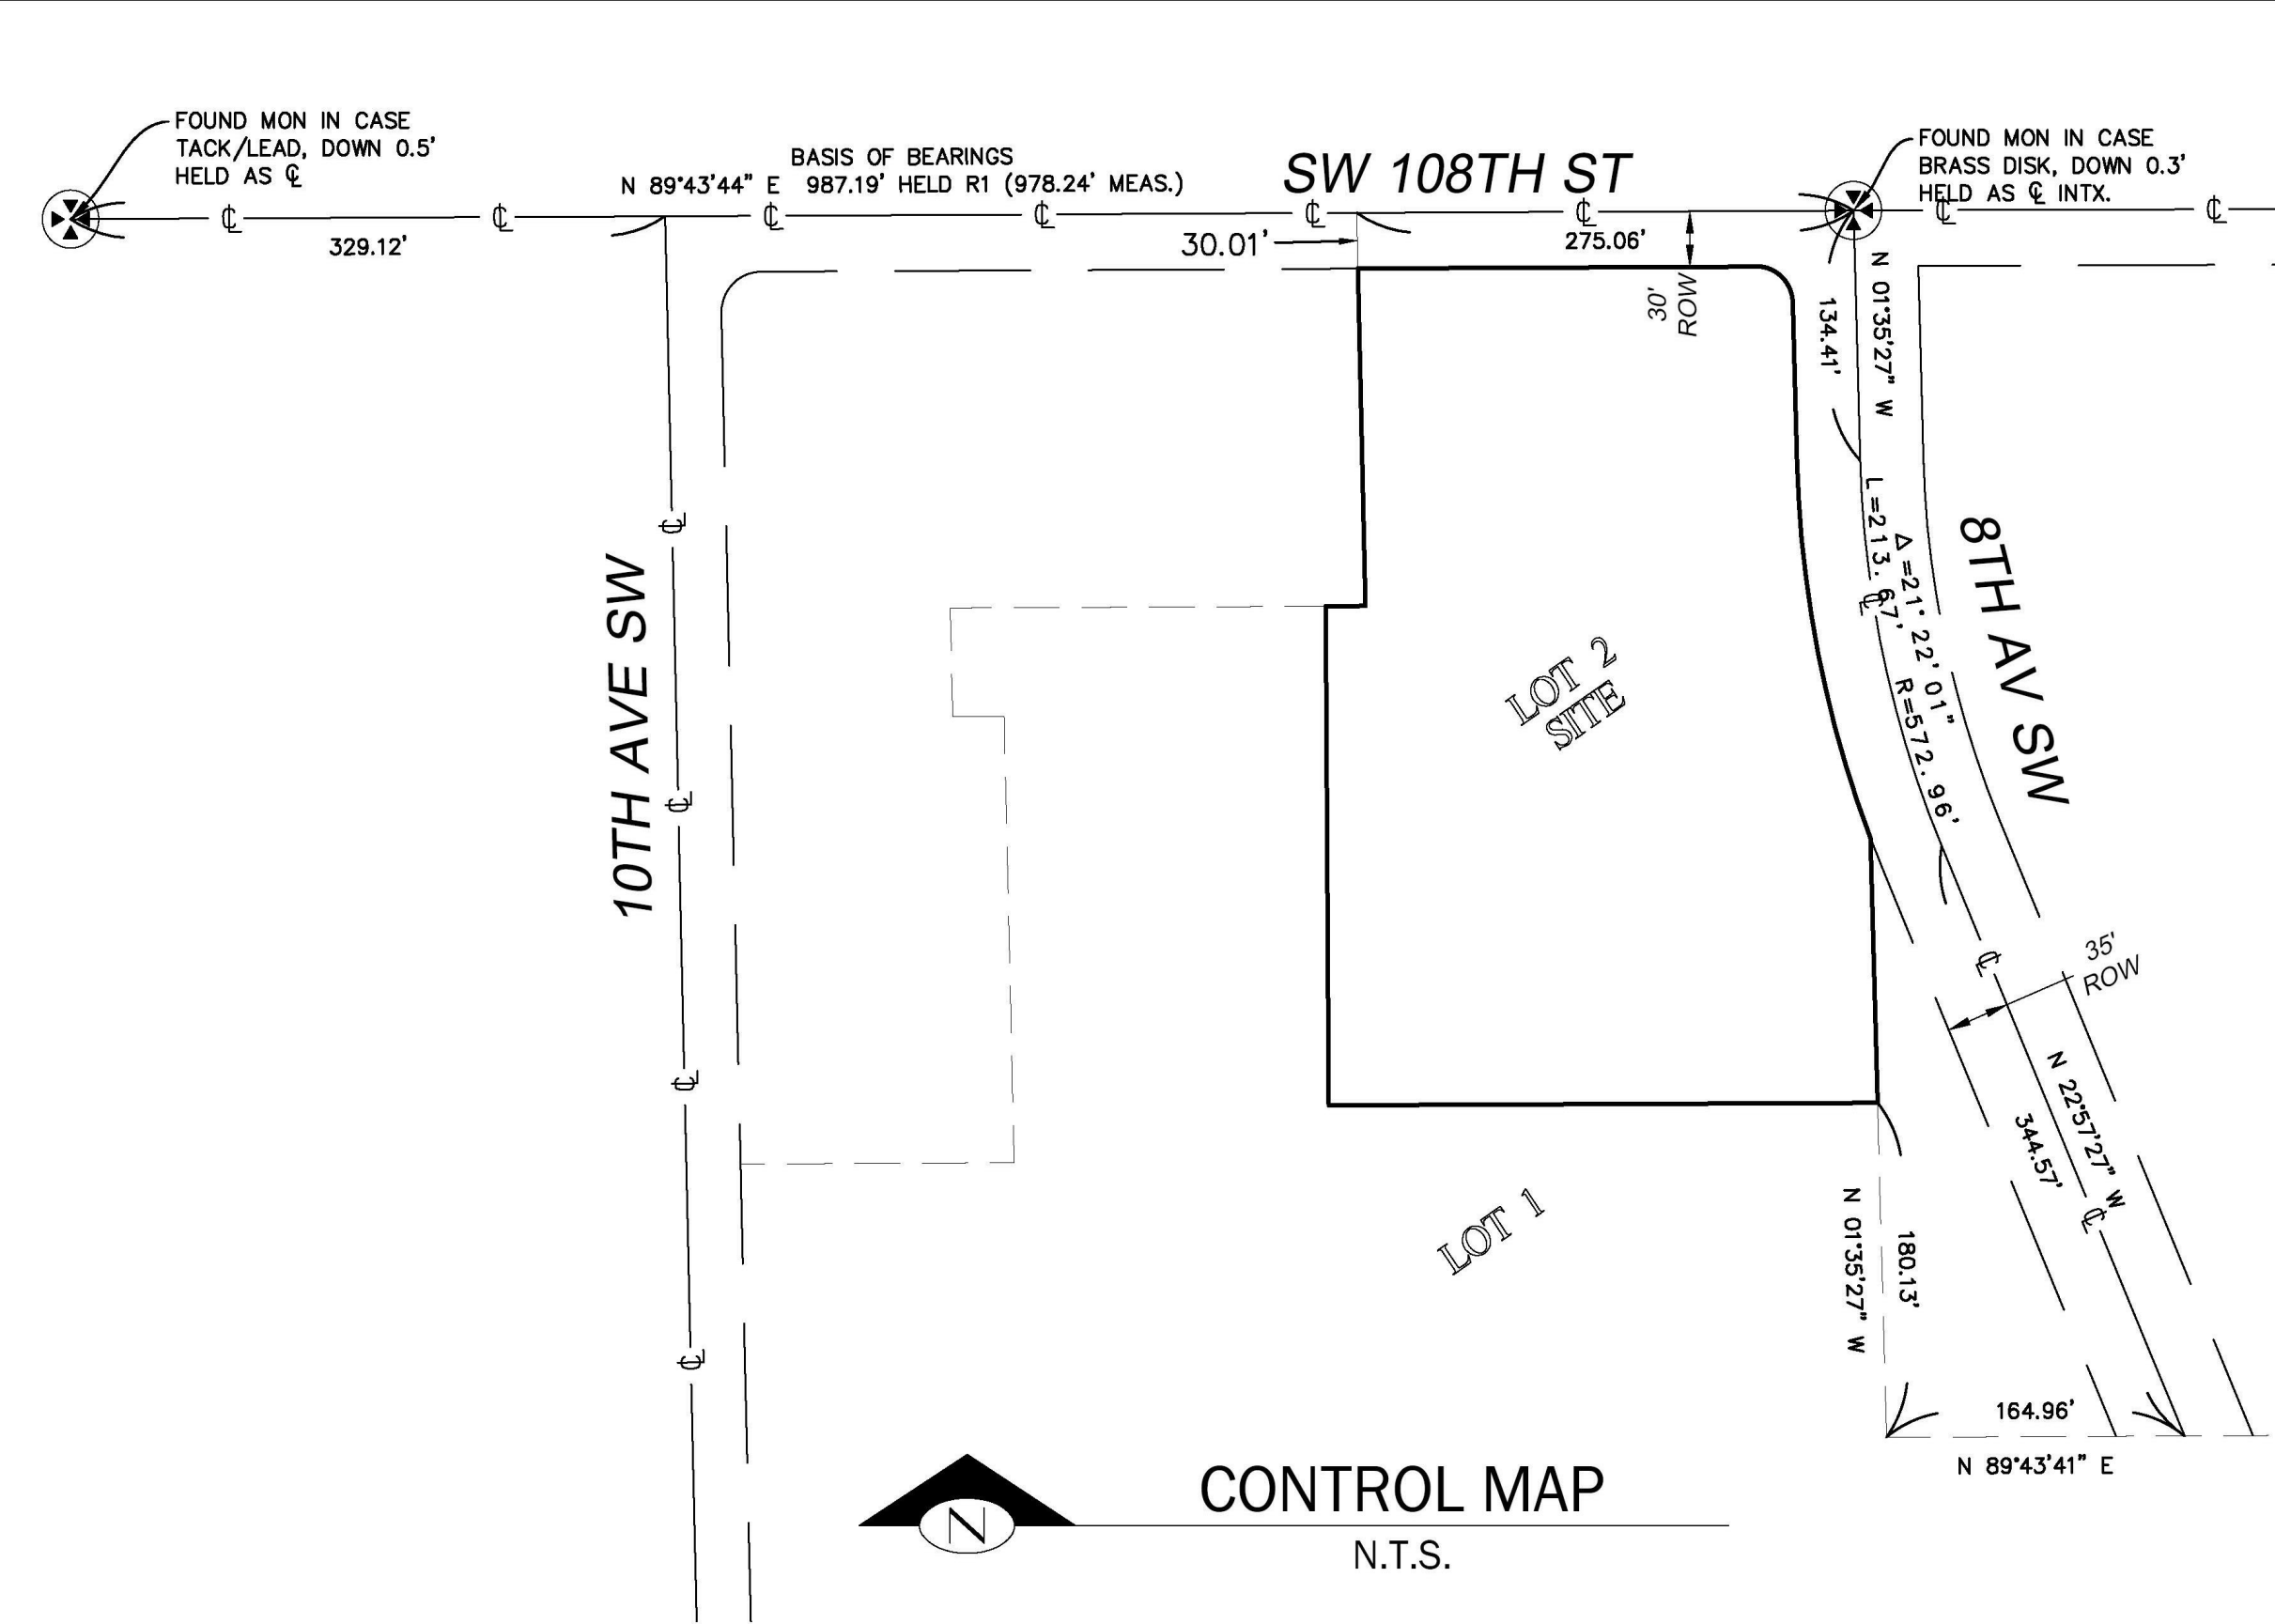 FOUND MON IN CASE
TACK/LEAD, DOWN 0.5'
HELD AS ℄
BASIS OF BEARINGS
N 89°43'44" E 987.19' HELD R1 (978.24' MEAS.)
SW 108TH ST
FOUND MON IN CASE
BRASS DISK, DOWN 0.3'
HELD AS ℄ INTX.
℄
℄
℄
℄
℄
℄
℄
℄
329.12'
30.01'
275.06'
30'
ROW
N 01°35'27" W
134.41'
10TH AVE SW
℄
℄
℄
℄
8TH AV SW
Δ=21°22'01"
L=213.67' R=572.96'
℄
℄
℄
LOT 2
SITE
35'
ROW
N 22°57'27" W
344.57'
LOT 1
N 01°35'27" W
180.13'
164.96'
N 89°43'41" E
N
CONTROL MAP
N.T.S.